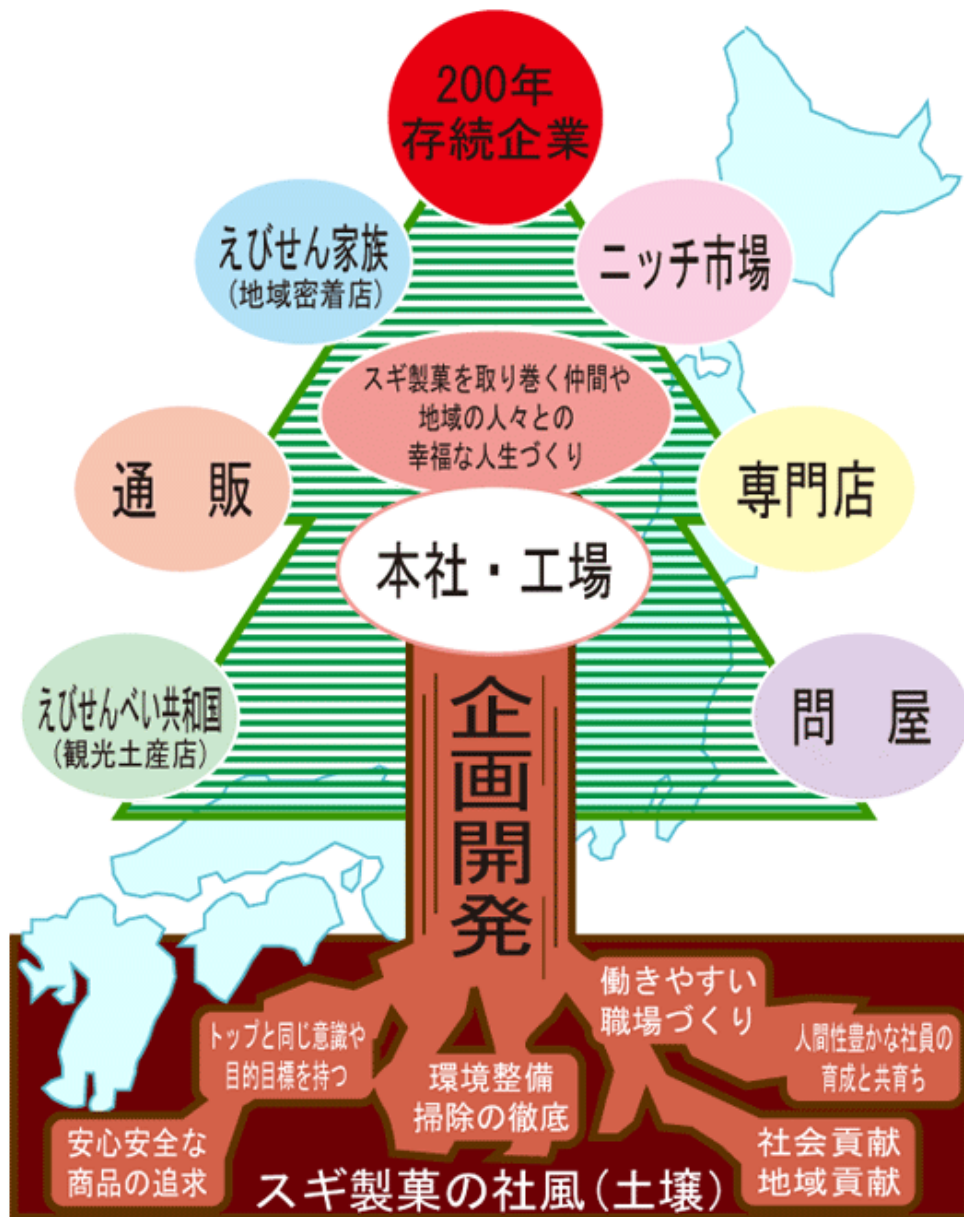 200年
存続企業
えびせん家族
(地域密着店)
ニッチ市場
スギ製菓を取り巻く仲間や
地域の人々との
幸福な人生づくり
通　販
専門店
本社・工場
えびせんべい共和国
(観光土産店)
問　屋
企画開発
働きやすい
職場づくり
トップと同じ意識や
目的目標を持つ
環境整備
掃除の徹底
人間性豊かな社員の
育成と共育ち
安心安全な
商品の追求
社会貢献
地域貢献
スギ製菓の社風(土壌)